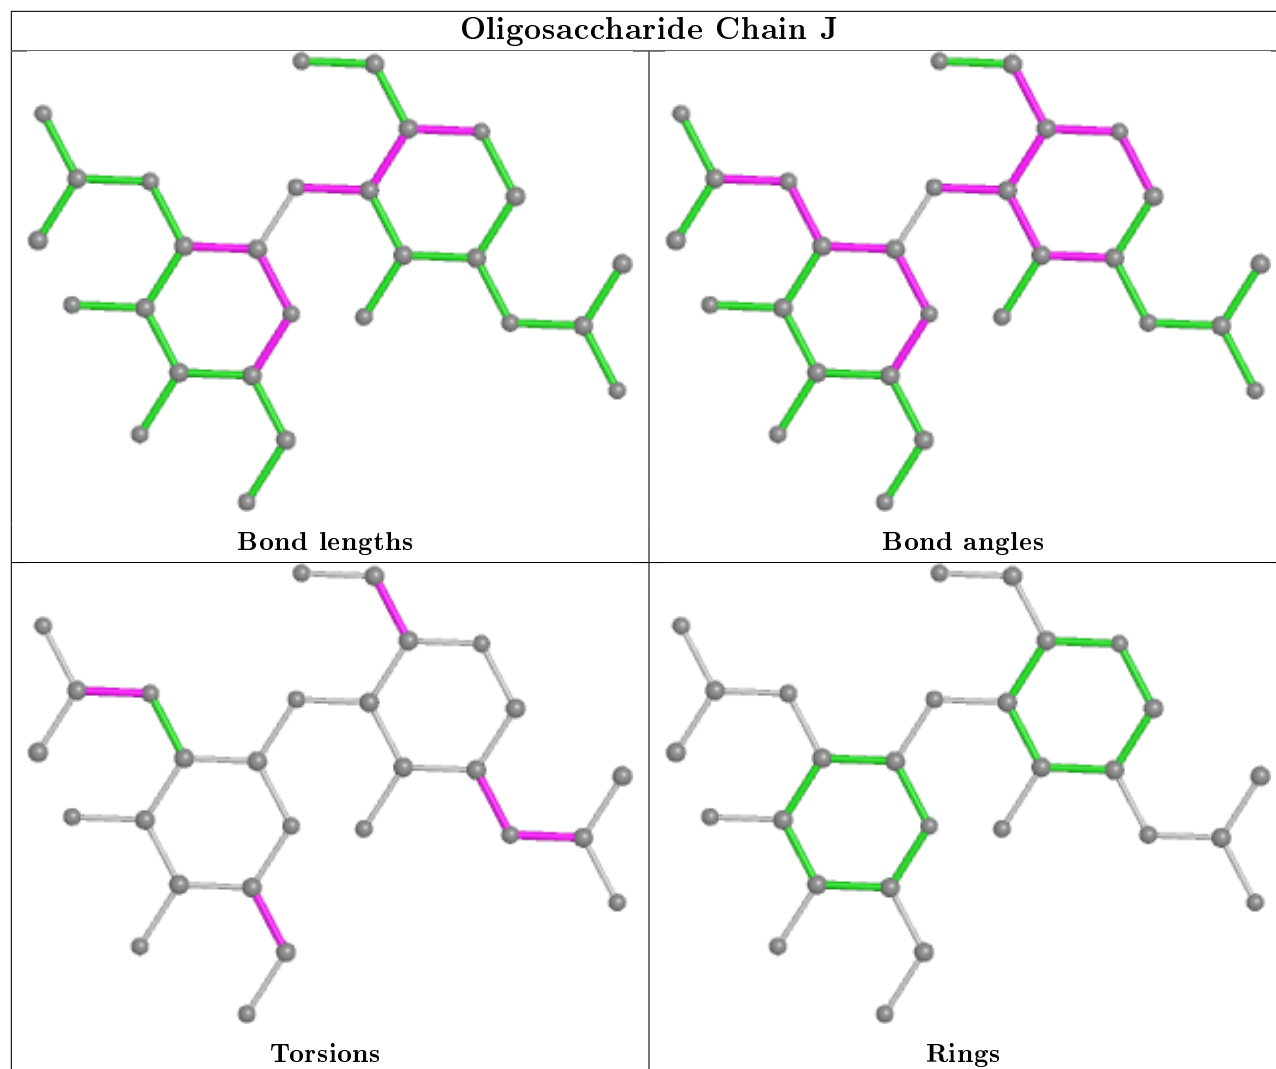 Oligosaccharide Chain J
Bond lengths
Bond angles
Torsions
Rings